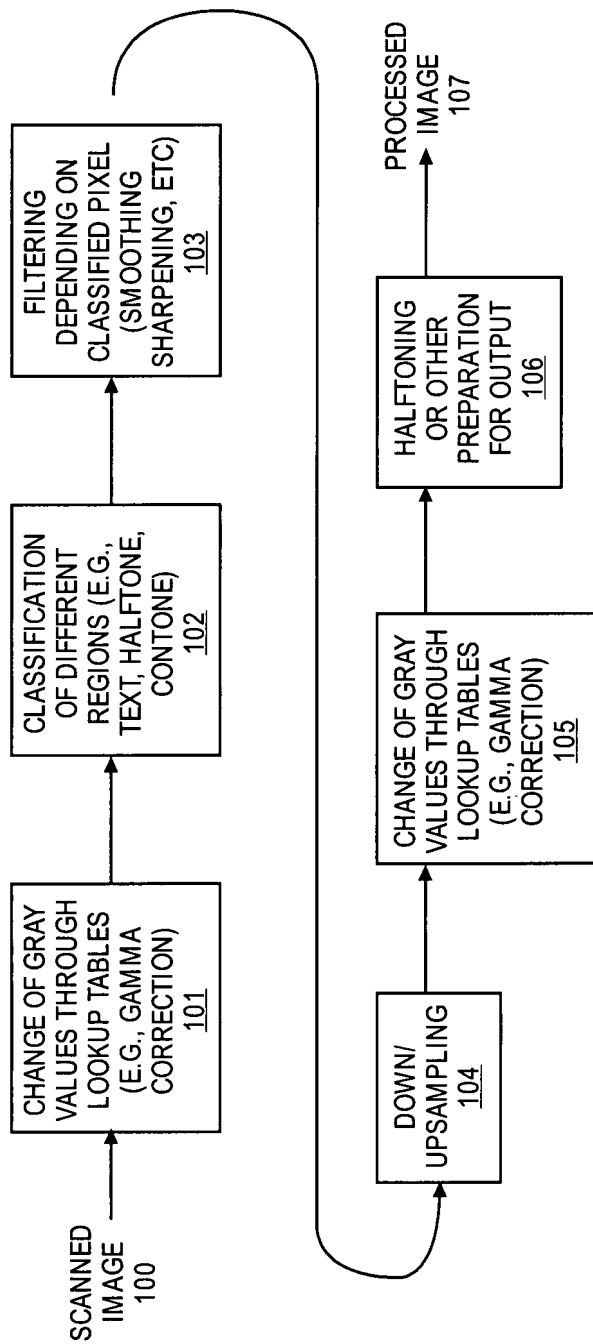 SCANNED
IMAGE
100
CHANGE OF GRAY
VALUES THROUGH
LOOKUP TABLES
(E.G., GAMMA
CORRECTION)
101
CLASSIFICATION
OF DIFFERENT
REGIONS (E.G.,
TEXT, HALFTONE,
CONTONE)
102
FILTERING
DEPENDING ON
CLASSIFIED PIXEL
(SMOOTHING
SHARPENING, ETC)
103
DOWN/
UPSAMPLING
104
CHANGE OF GRAY
VALUES THROUGH
LOOKUP TABLES
(E.G., GAMMA
CORRECTION)
105
HALFTONING
OR OTHER
PREPARATION
FOR OUTPUT
106
PROCESSED
IMAGE
107